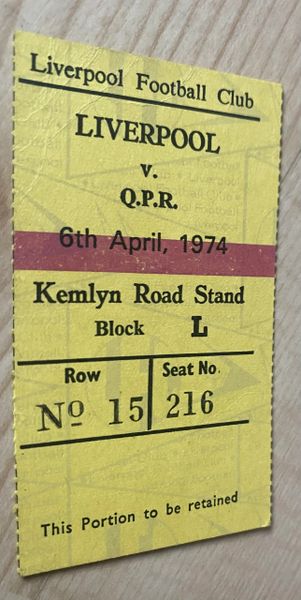 Liverpool Football Club
LIVERPOOL
v.
Q.P.R.
6th April, 1974
Kemlyn Road Stand
Block L
Row
Seat No.
Nº 15
216
This Portion to be retained